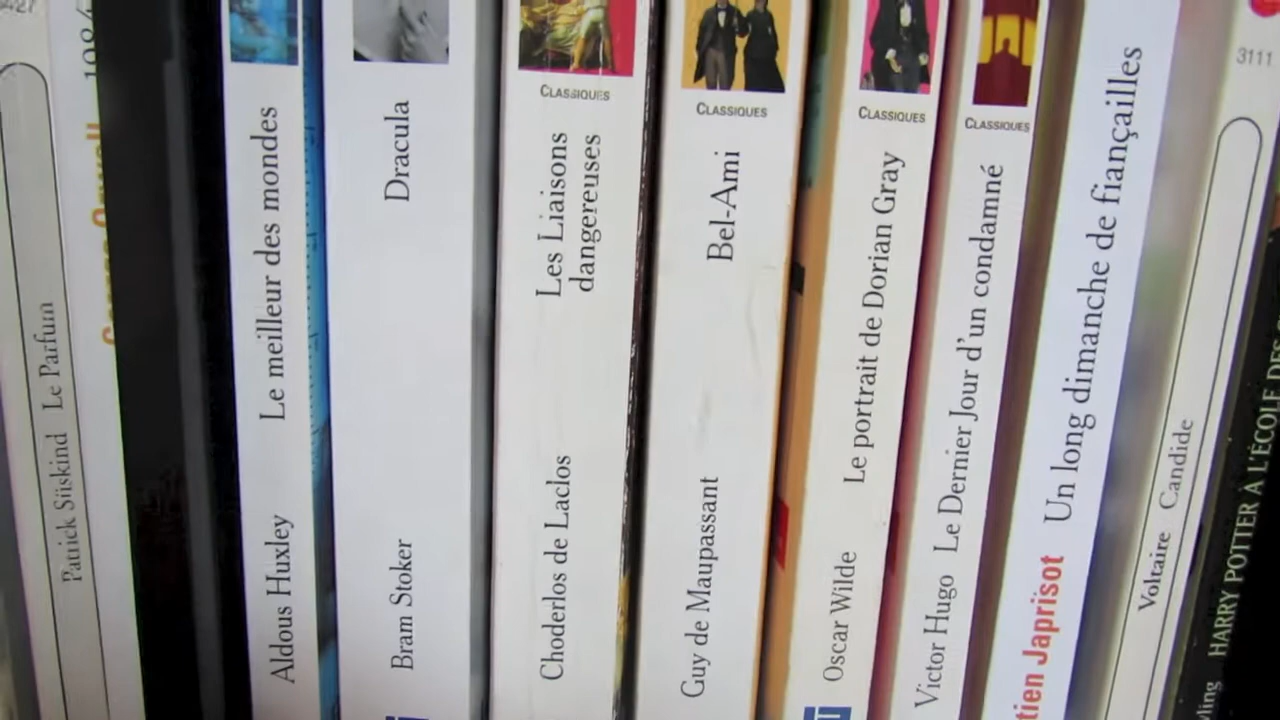 Patrick Süskind Le Parfum
1984
Aldous Huxley Le meilleur des mondes
Bram Stoker Dracula
CLASSIQUES
Choderlos de Laclos Les Liaisons
dangereuses
CLASSIQUES
Guy de Maupassant Bel-Ami
CLASSIQUES
Oscar Wilde Le portrait de Dorian Gray
CLASSIQUES
Victor Hugo Le Dernier Jour d'un condamné
tien Japrisot Un long dimanche de fiançailles
3111
Voltaire Candide
ling HARRY POTTER À L'ÉCOLE DES